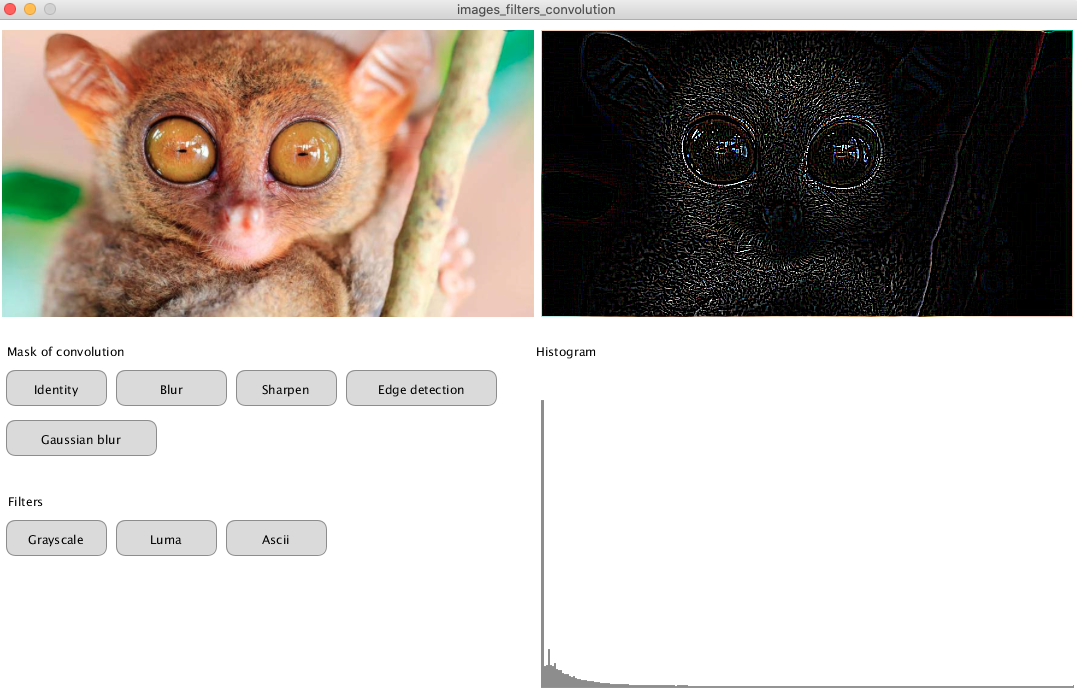 images_filters_convolution
Mask of convolution
Identity
Blur
Sharpen
Edge detection
Gaussian blur
Filters
Grayscale
Luma
Ascii
Histogram